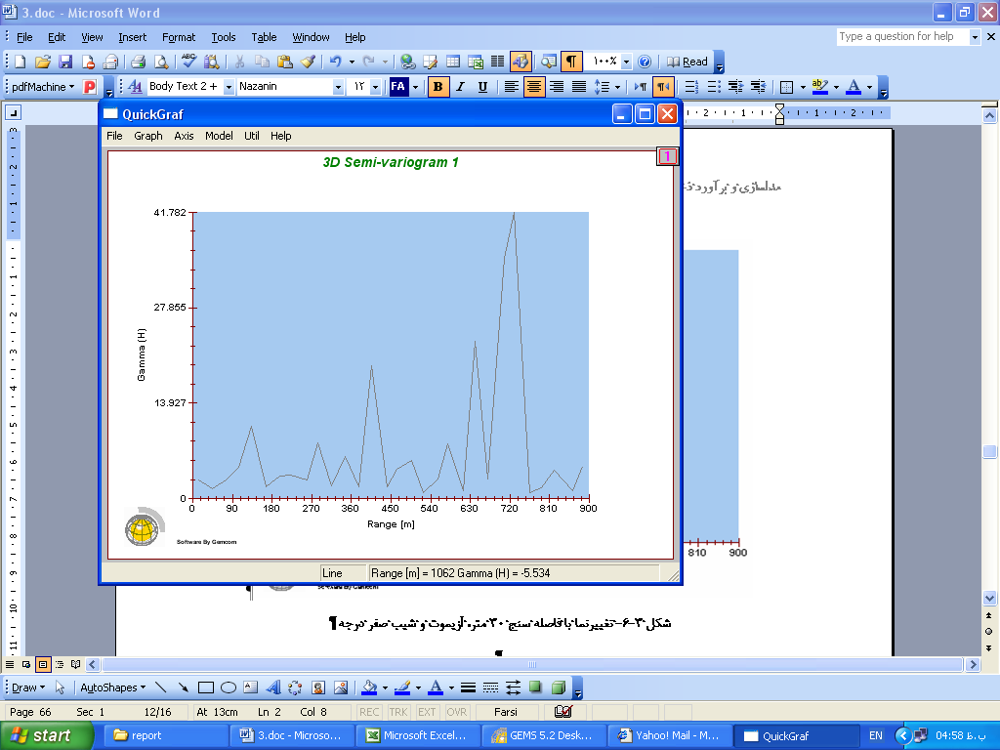 3.doc - Microsoft Word
File Edit View Insert Format Tools Table Window Help
Type a question for help
۱۰۰% Read
pdfMachine Body Text 2 + Nazanin ۱۲ FA B I U
QuickGraf
File Graph Axis Model Util Help
1
3D Semi-variogram 1
مدلسازی و برآورد
41.782
27.855
13.927
0
Gamma (H)
0 90 180 270 360 450 540 630 720 810 900
Range [m]
810 900
Software By Gemcom
Line Range [m] = 1062 Gamma (H) = -5.534
Software By Gemcom
شکل ۳-۶- تغییرنما با فاصله سنج ۳۰ متر، آزیموت و شیب صفر درجه
Draw AutoShapes
Page 66 Sec 1 12/16 At 13cm Ln 2 Col 8 REC TRK EXT OVR Farsi
start report 3.doc - Microso... Microsoft Excel... GEMS 5.2 Desk... Yahoo! Mail - M... QuickGraf EN 04:58 ب.ظ